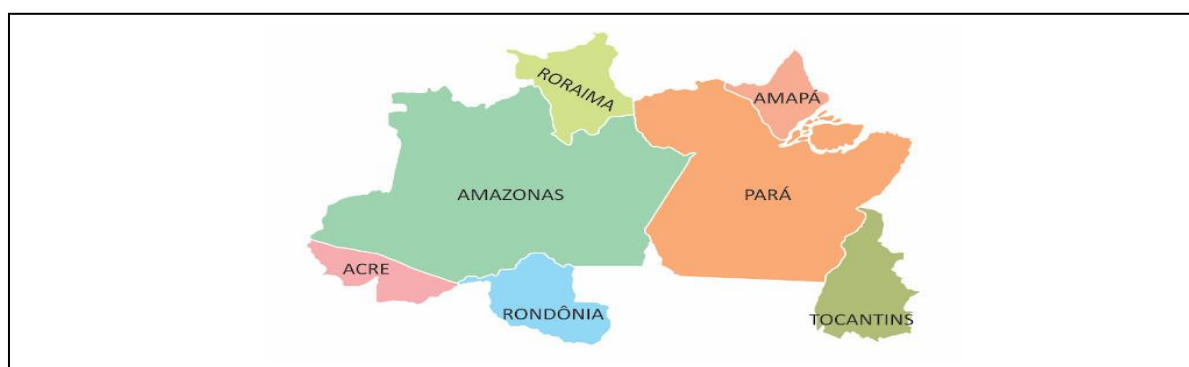 RORAIMA
AMAPÁ
AMAZONAS
PARÁ
ACRE
RONDÔNIA
TOCANTINS